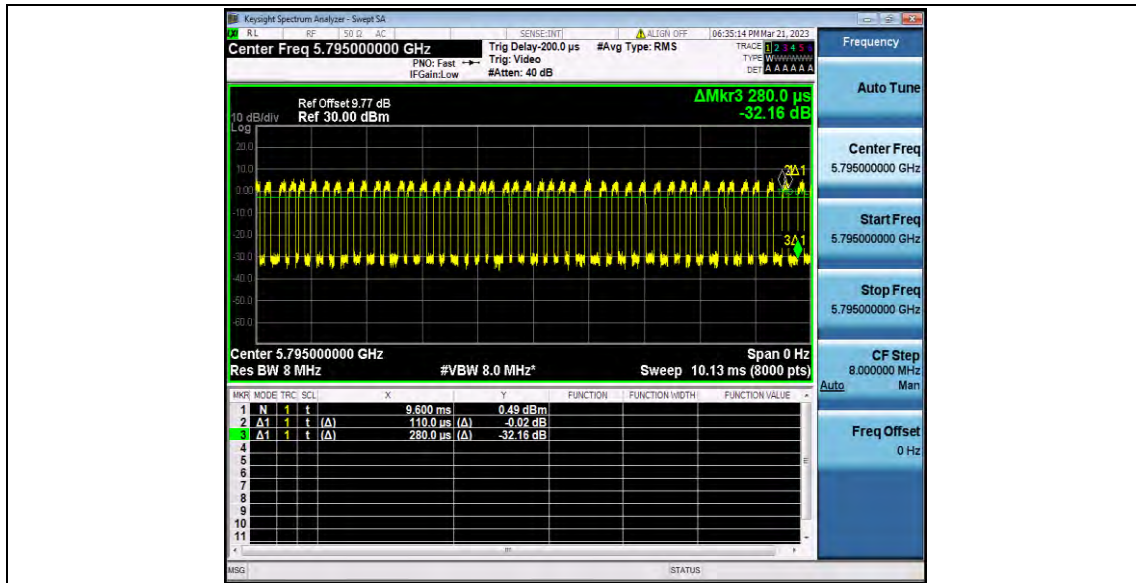 Keysight Spectrum Analyzer - Swept SA
RL RF 50 Ω AC SENSE:INT ALIGN OFF 06:35:14 PM Mar 21, 2023
Center Freq 5.795000000 GHz
PNO: Fast
IFGain:Low
Trig Delay-200.0 µs
Trig: Video
#Atten: 40 dB
#Avg Type: RMS
TRACE 1 2 3 4 5 6
TYPE WWWWWW
DET A A A A A A
Ref Offset 9.77 dB
10 dB/div Ref 30.00 dBm
Log
ΔMkr3 280.0 µs
-32.16 dB
20.0
10.0
0.00
-10.0
-20.0
-30.0
-40.0
-50.0
-60.0
3Δ1
Center 5.795000000 GHz Span 0 Hz
Res BW 8 MHz #VBW 8.0 MHz* Sweep 10.13 ms (8000 pts)
MKR MODE TRC SCL X Y FUNCTION FUNCTION WIDTH FUNCTION VALUE
1 N 1 t 9.600 ms 0.49 dBm
2 Δ1 1 t (Δ) 110.0 µs (Δ) -0.02 dB
3 Δ1 1 t (Δ) 280.0 µs (Δ) -32.16 dB
4
5
6
7
8
9
10
11
MSG STATUS
Frequency
Auto Tune
Center Freq
5.795000000 GHz
Start Freq
5.795000000 GHz
Stop Freq
5.795000000 GHz
CF Step
8.000000 MHz
Auto Man
Freq Offset
0 Hz